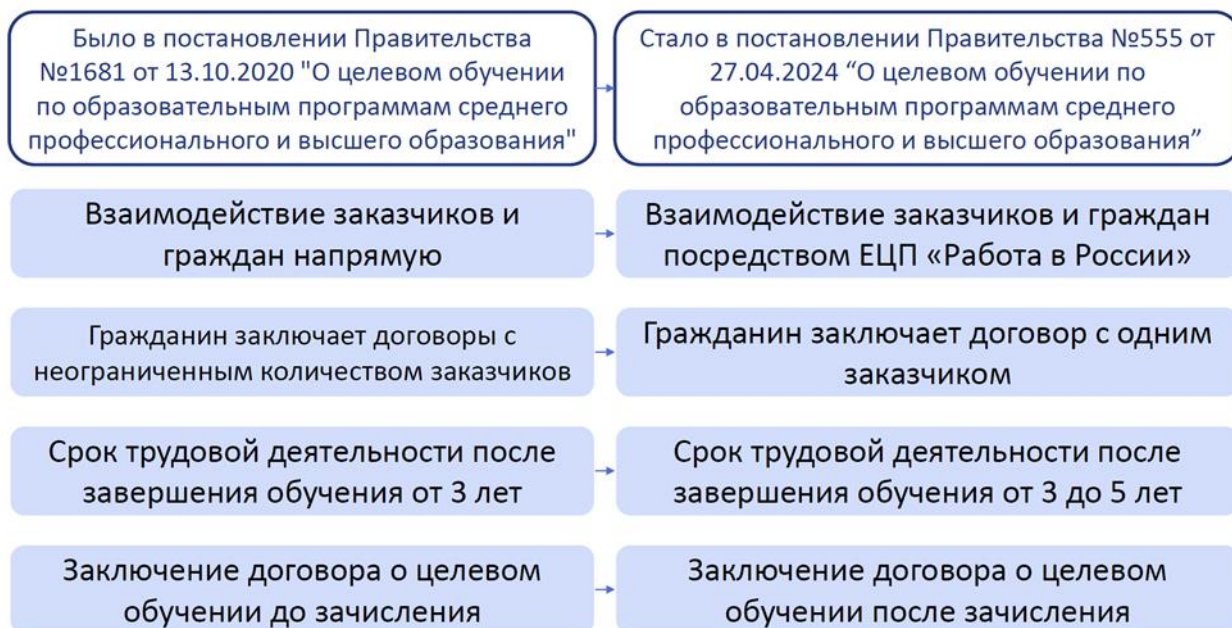 Было в постановлении Правительства
№1681 от 13.10.2020 "О целевом обучении
по образовательным программам среднего
профессионального и высшего образования"
Стало в постановлении Правительства №555 от
27.04.2024 “О целевом обучении по
образовательным программам среднего
профессионального и высшего образования”
Взаимодействие заказчиков и
граждан напрямую
Взаимодействие заказчиков и граждан
посредством ЕЦП «Работа в России»
Гражданин заключает договоры с
неограниченным количеством заказчиков
Гражданин заключает договор с одним
заказчиком
Срок трудовой деятельности после
завершения обучения от 3 лет
Срок трудовой деятельности после
завершения обучения от 3 до 5 лет
Заключение договора о целевом
обучении до зачисления
Заключение договора о целевом
обучении после зачисления